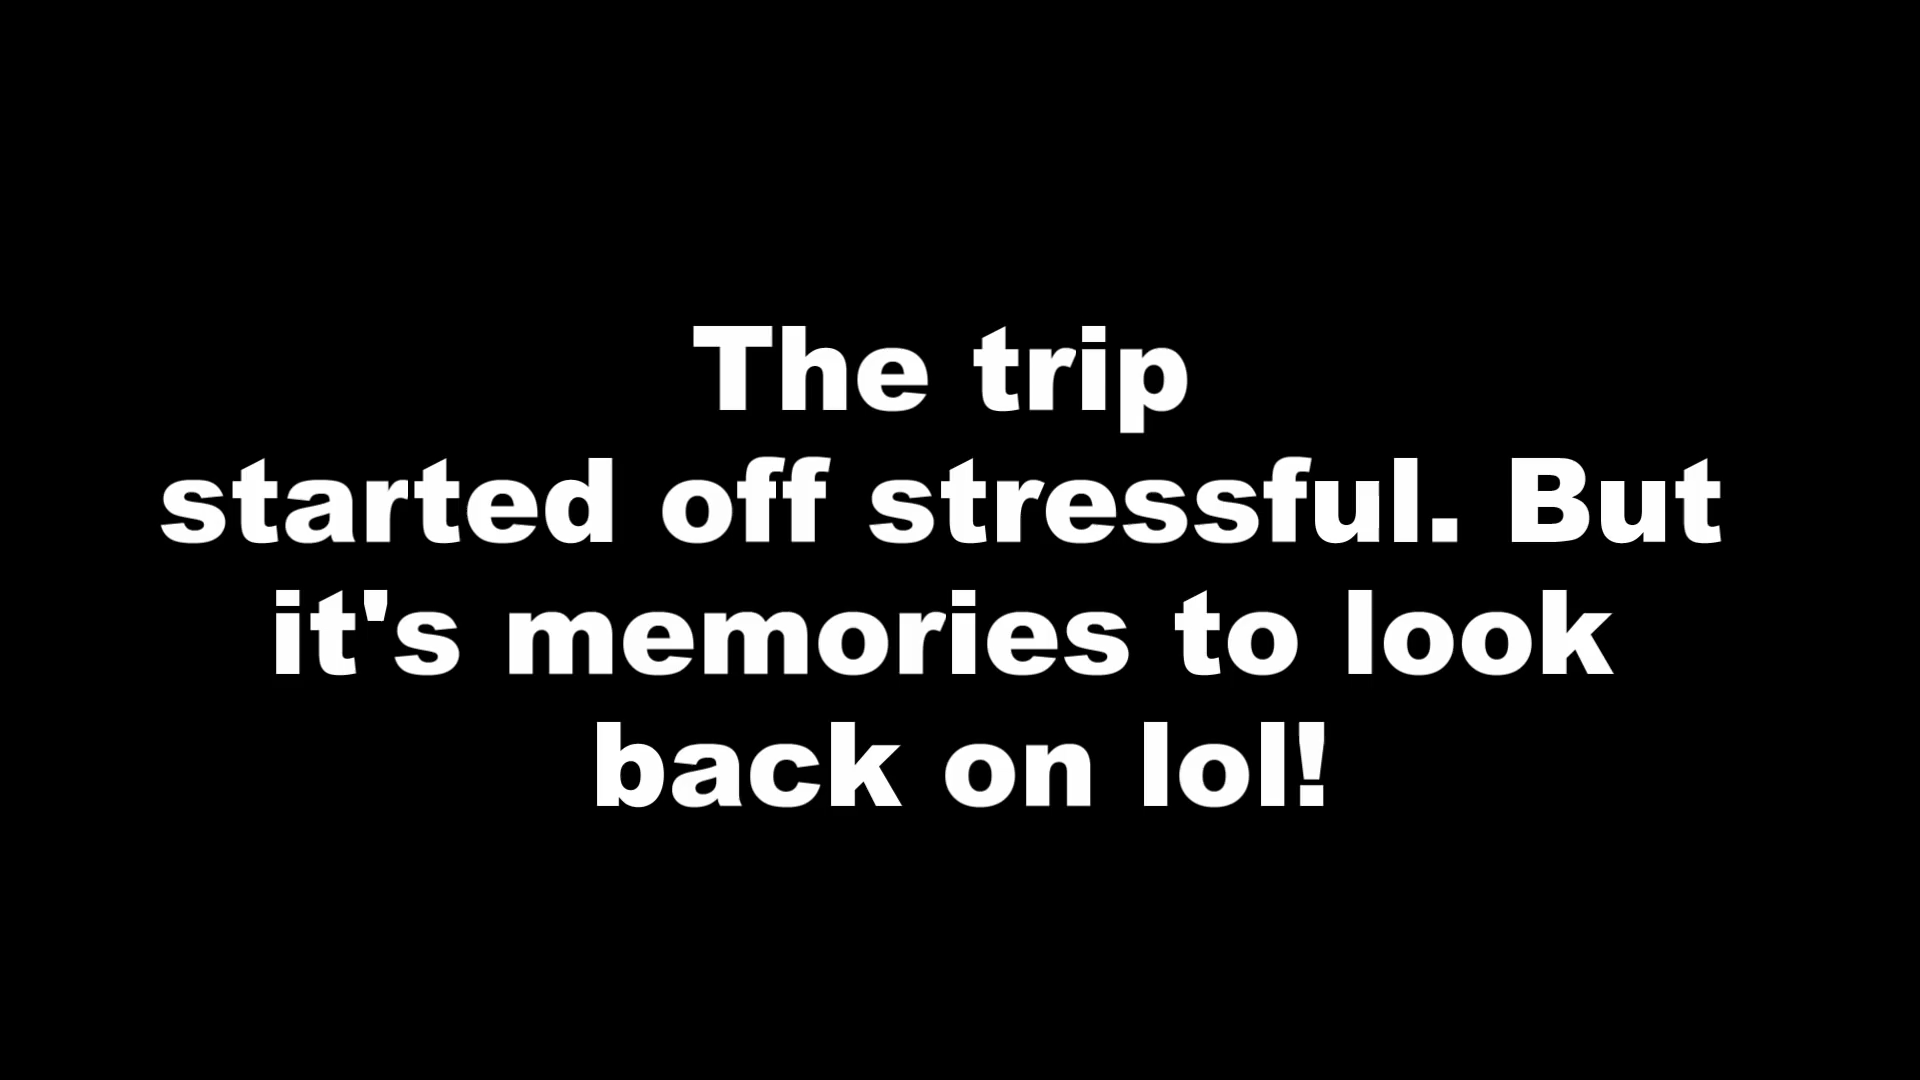 The trip
started off stressful. But
it's memories to look
back on lol!